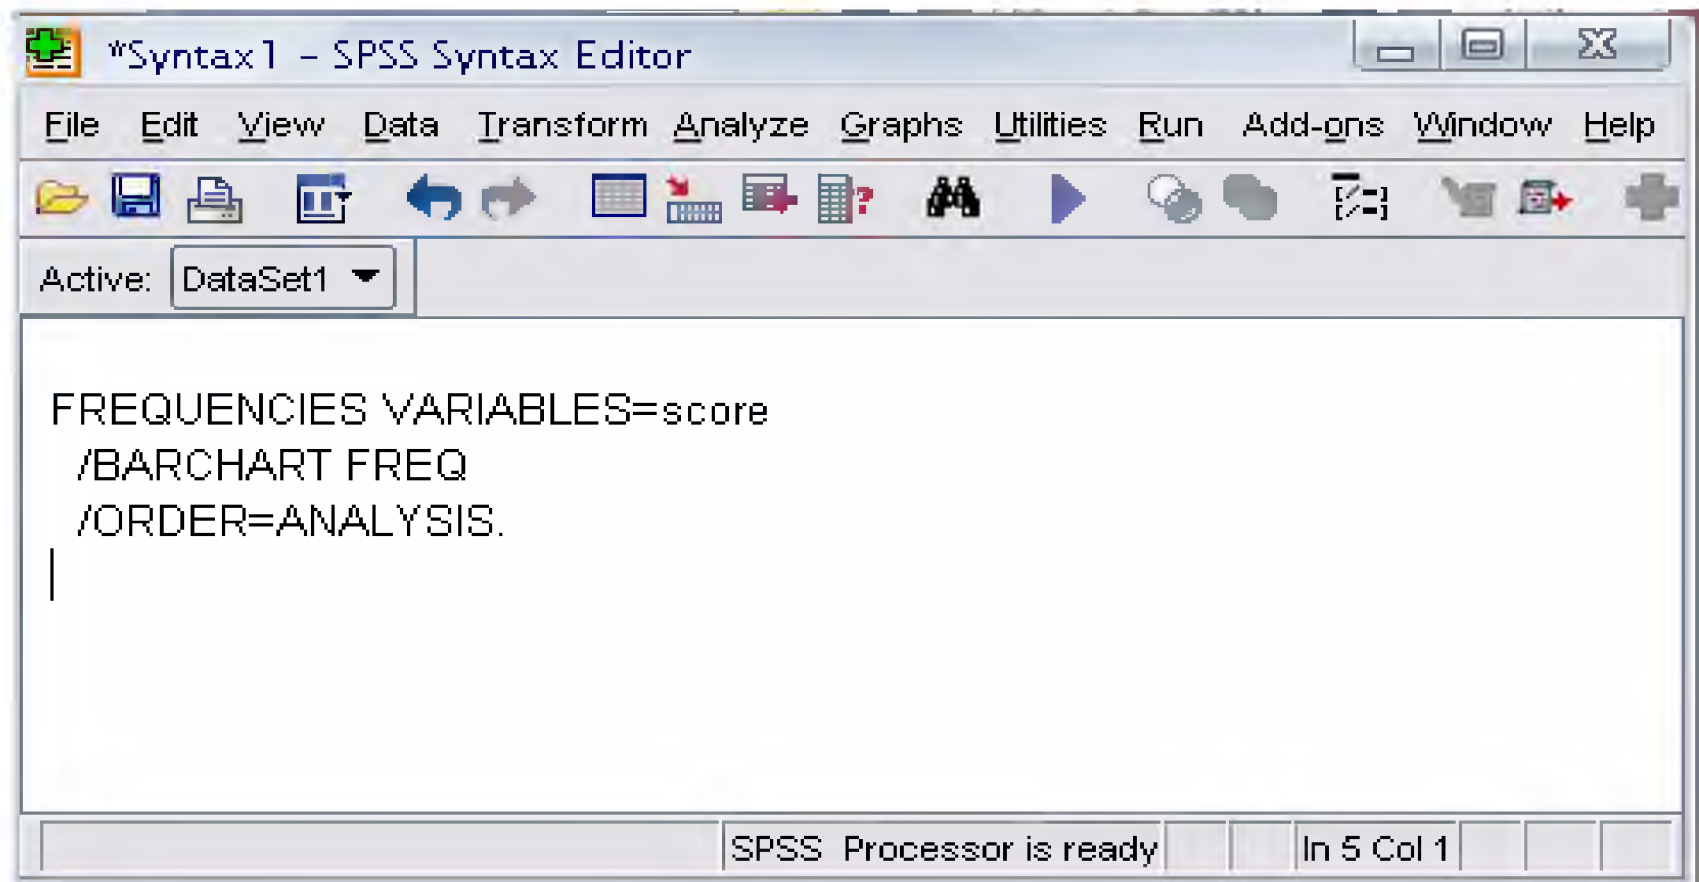 *Syntax1 - SPSS Syntax Editor
File Edit View Data Transform Analyze Graphs Utilities Run Add-ons Window Help
Active: DataSet1
FREQUENCIES VARIABLES=score
/BARCHART FREQ
/ORDER=ANALYSIS.
SPSS Processor is ready In 5 Col 1